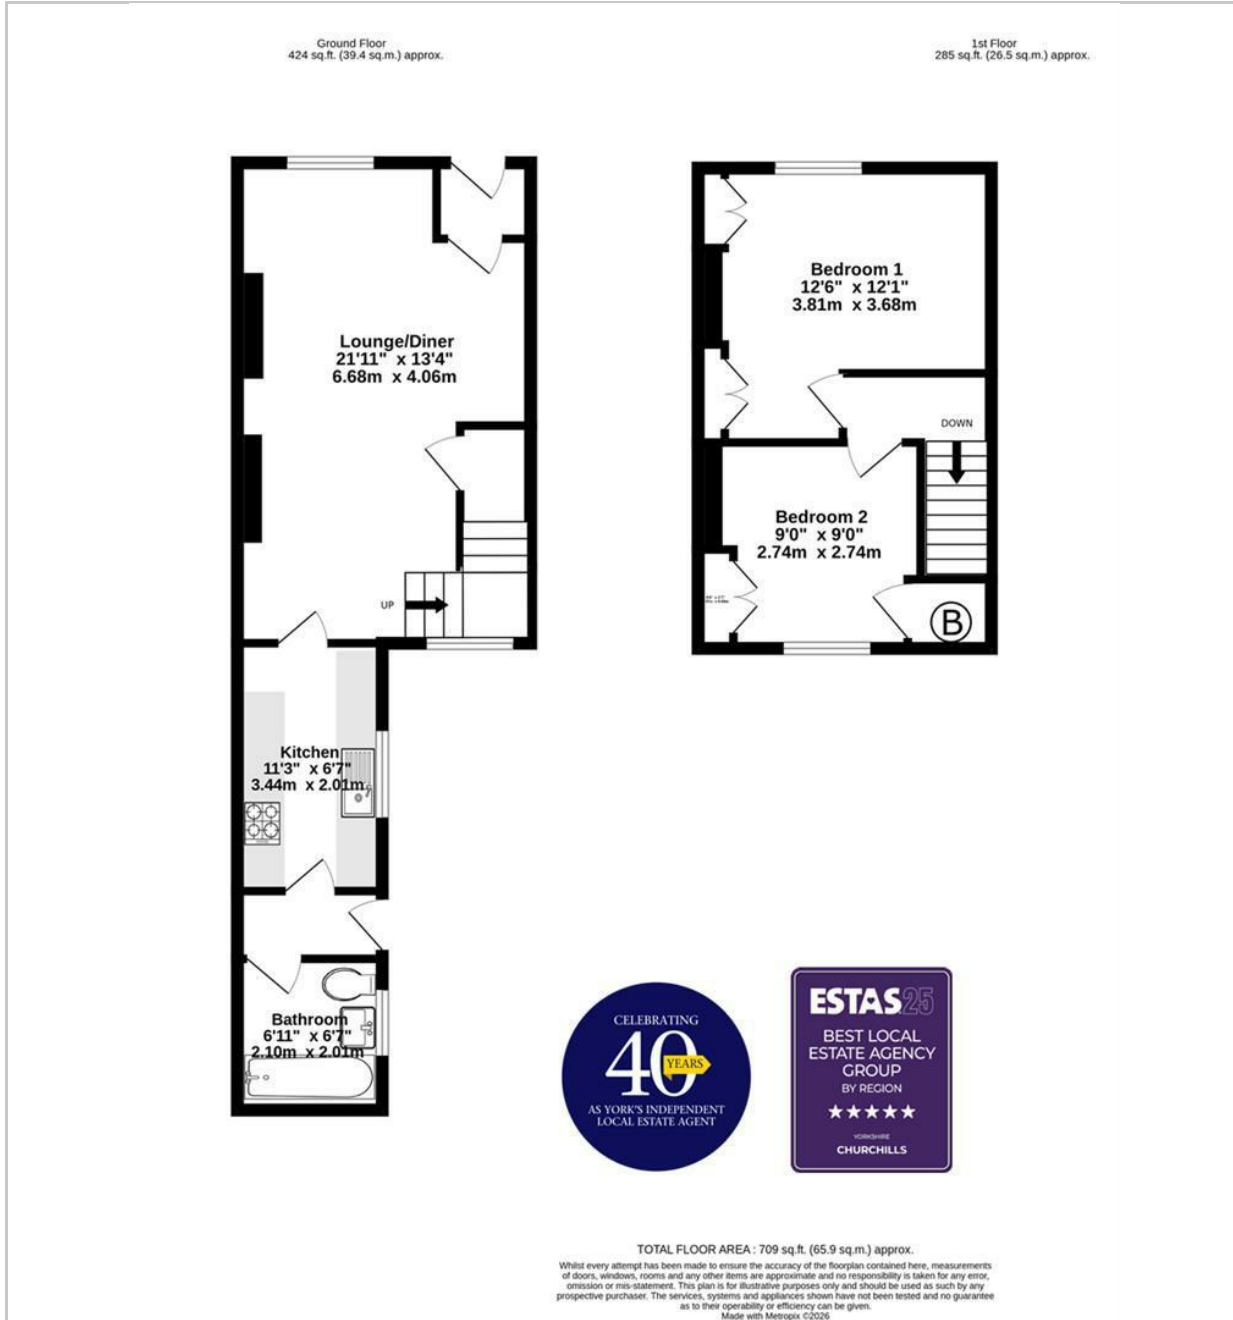 Ground Floor
424 sq.ft. (39.4 sq.m.) approx.
1st Floor
285 sq.ft. (26.5 sq.m.) approx.
Lounge/Diner
21'11" x 13'4"
6.68m x 4.06m
UP
Kitchen
11'3" x 6'7"
3.44m x 2.01m
Bathroom
6'11" x 6'7"
2.10m x 2.01m
Bedroom 1
12'6" x 12'1"
3.81m x 3.68m
DOWN
Bedroom 2
9'0" x 9'0"
2.74m x 2.74m
B
CELEBRATING
40
YEARS
AS YORK'S INDEPENDENT
LOCAL ESTATE AGENT
ESTAS 25
BEST LOCAL
ESTATE AGENCY
GROUP
BY REGION
YORKSHIRE
CHURCHILLS
TOTAL FLOOR AREA : 709 sq.ft. (65.9 sq.m.) approx.
Whilst every attempt has been made to ensure the accuracy of the floorplan contained here, measurements
of doors, windows, rooms and any other items are approximate and no responsibility is taken for any error,
omission or mis-statement. This plan is for illustrative purposes only and should be used as such by any
prospective purchaser. The services, systems and appliances shown have not been tested and no guarantee
as to their operability or efficiency can be given.
Made with Metropix ©2026